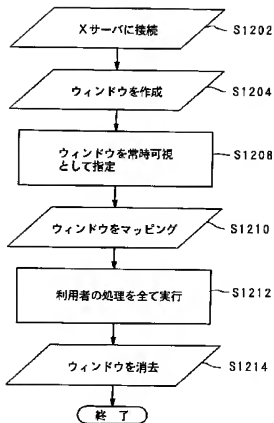 Xサーバに接続
S1202
ウィンドウを作成
S1204
ウィンドウを常時可視
として指定
S1208
ウィンドウをマッピング
S1210
利用者の処理を全て実行
S1212
ウィンドウを消去
S1214
終了